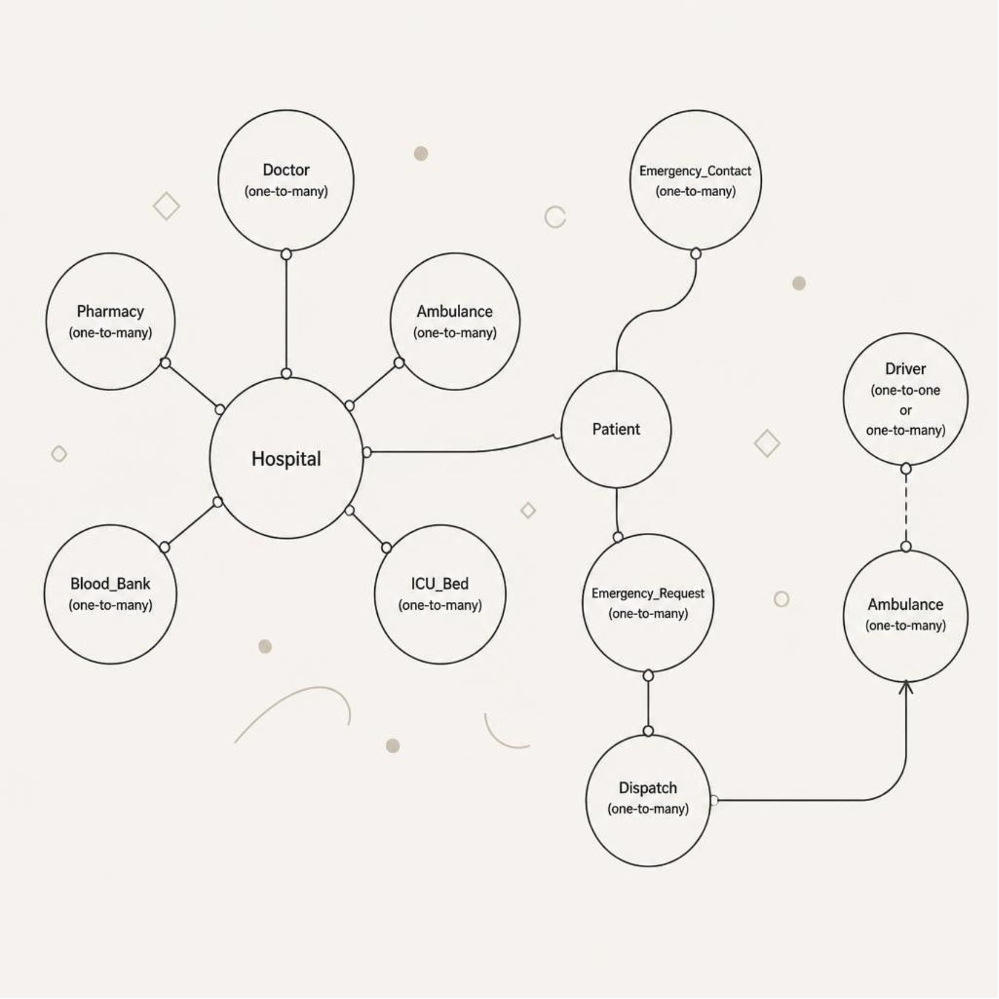 Doctor
(one-to-many)
Emergency_Contact
(one-to-many)
Pharmacy
(one-to-many)
Ambulance
(one-to-many)
Driver
(one-to-one
or
one-to-many)
Patient
Hospital
Blood_Bank
(one-to-many)
ICU_Bed
(one-to-many)
Emergency_Request
(one-to-many)
Ambulance
(one-to-many)
Dispatch
(one-to-many)